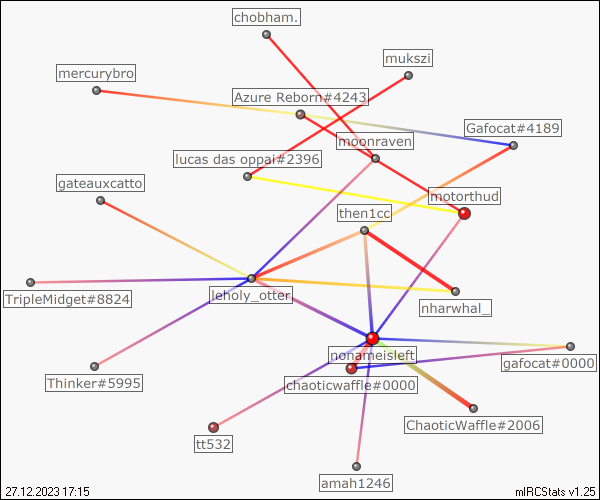 chobham.
mukszi
mercurybro
Azure Reborn#4243
Gafocat#4189
moonraven
lucas das oppai#2396
gateauxcatto
motorthud
then1cc
leholy_otter
TripleMidget#8824
nharwhal_
nonameisleft
gafocat#0000
Thinker#5995
chaoticwaffle#0000
ChaoticWaffle#2006
tt532
amah1246
27.12.2023 17:15
mIRCStats v1.25